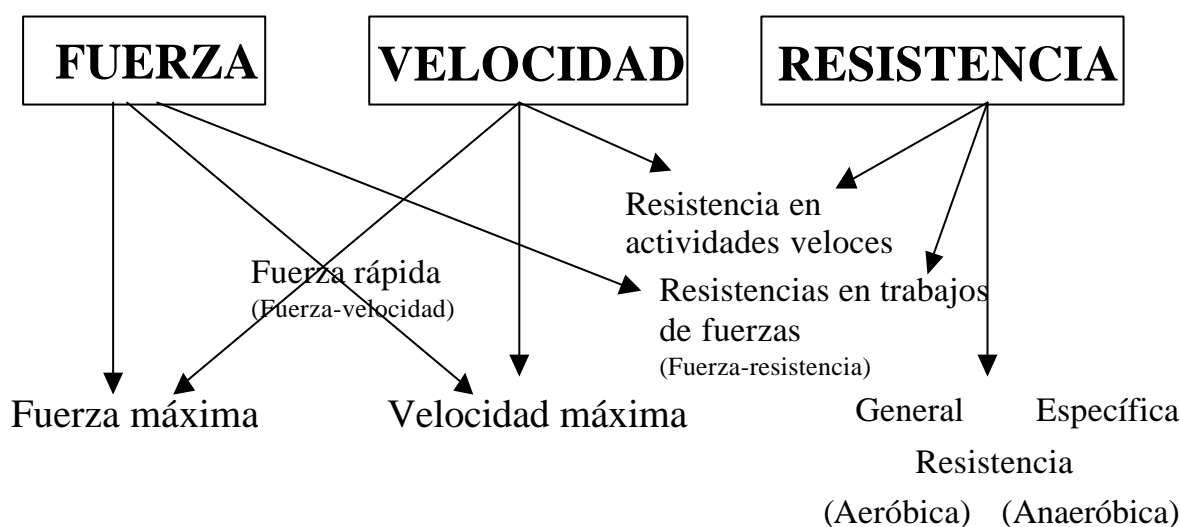 FUERZA
VELOCIDAD
RESISTENCIA
Resistencia en
actividades veloces
Fuerza rápida
(Fuerza-velocidad)
Resistencias en trabajos
de fuerzas
(Fuerza-resistencia)
Fuerza máxima
Velocidad máxima
General Específica
Resistencia
(Aeróbica) (Anaeróbica)